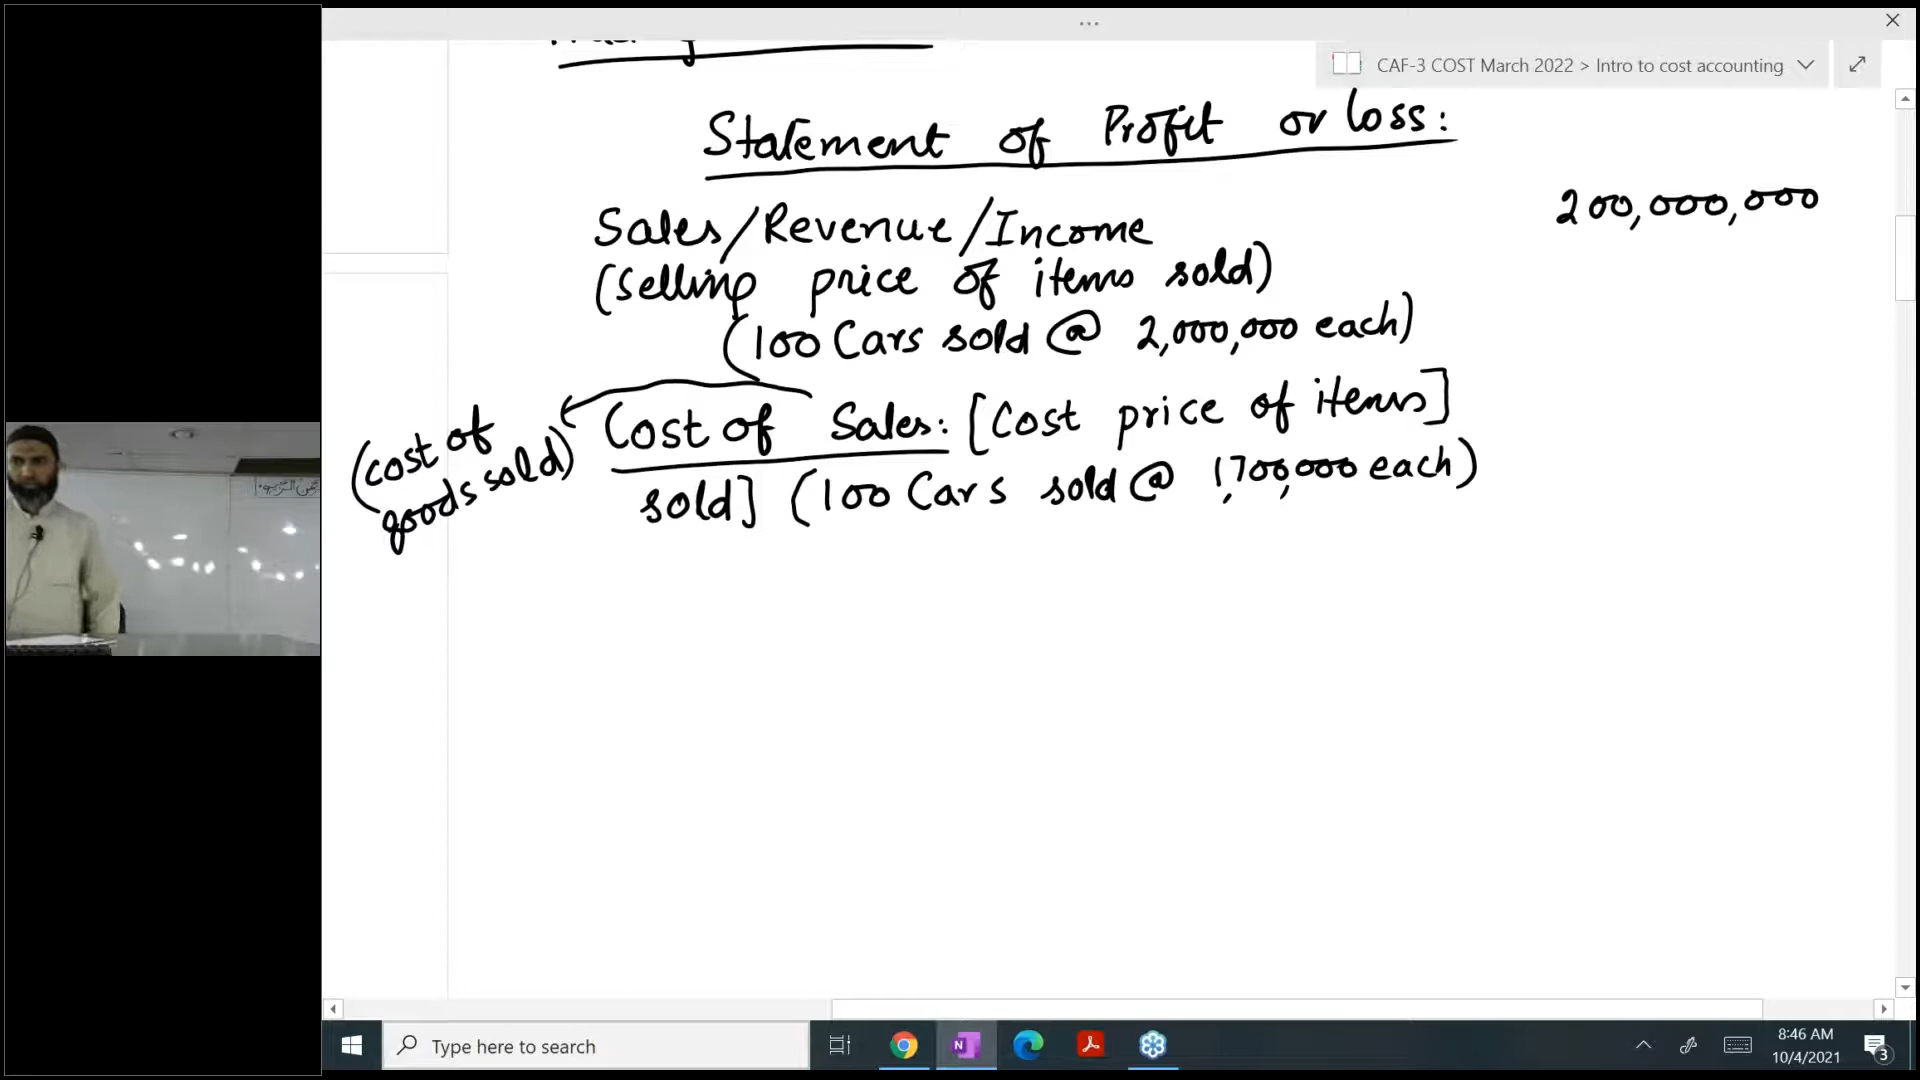 CAF-3 COST March 2022 > Intro to cost accounting
Statement of Profit or loss:
Sales/Revenue/Income 200,000,000
(Selling price of items sold)
(100 Cars sold @ 2,000,000 each)
(cost of goods sold)
Cost of Sales: [Cost price of items]
sold] (100 Cars sold @ 1,700,000 each)
Type here to search
8:46 AM
10/4/2021
3